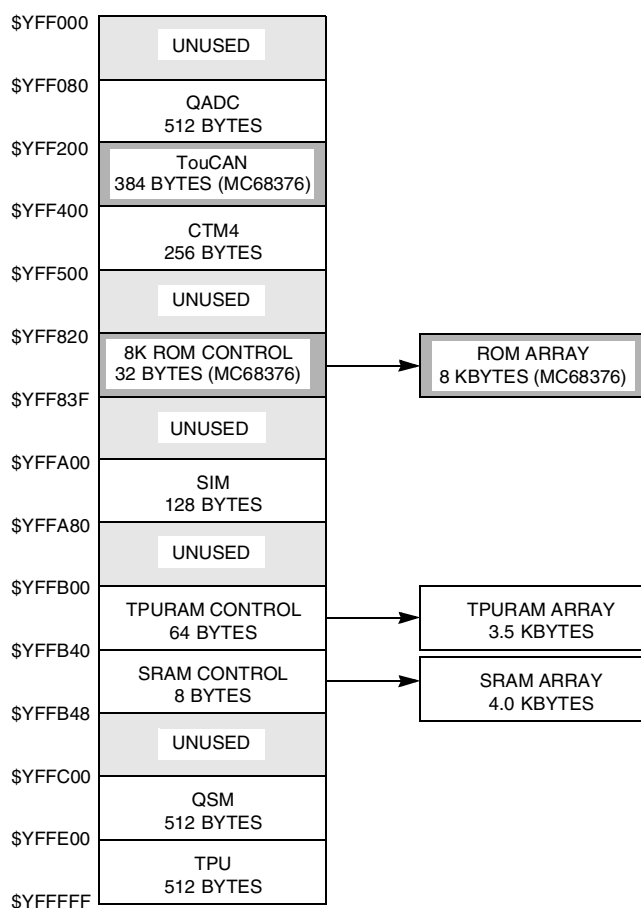 $YFF000
UNUSED
$YFF080
QADC
512 BYTES
$YFF200
TouCAN
384 BYTES (MC68376)
$YFF400
CTM4
256 BYTES
$YFF500
UNUSED
$YFF820
8K ROM CONTROL
32 BYTES (MC68376)
ROM ARRAY
8 KBYTES (MC68376)
$YFF83F
UNUSED
$YFFA00
SIM
128 BYTES
$YFFA80
UNUSED
$YFFB00
TPURAM CONTROL
64 BYTES
TPURAM ARRAY
3.5 KBYTES
$YFFB40
SRAM CONTROL
8 BYTES
SRAM ARRAY
4.0 KBYTES
$YFFB48
UNUSED
$YFFC00
QSM
512 BYTES
$YFFE00
TPU
512 BYTES
$YFFFFF